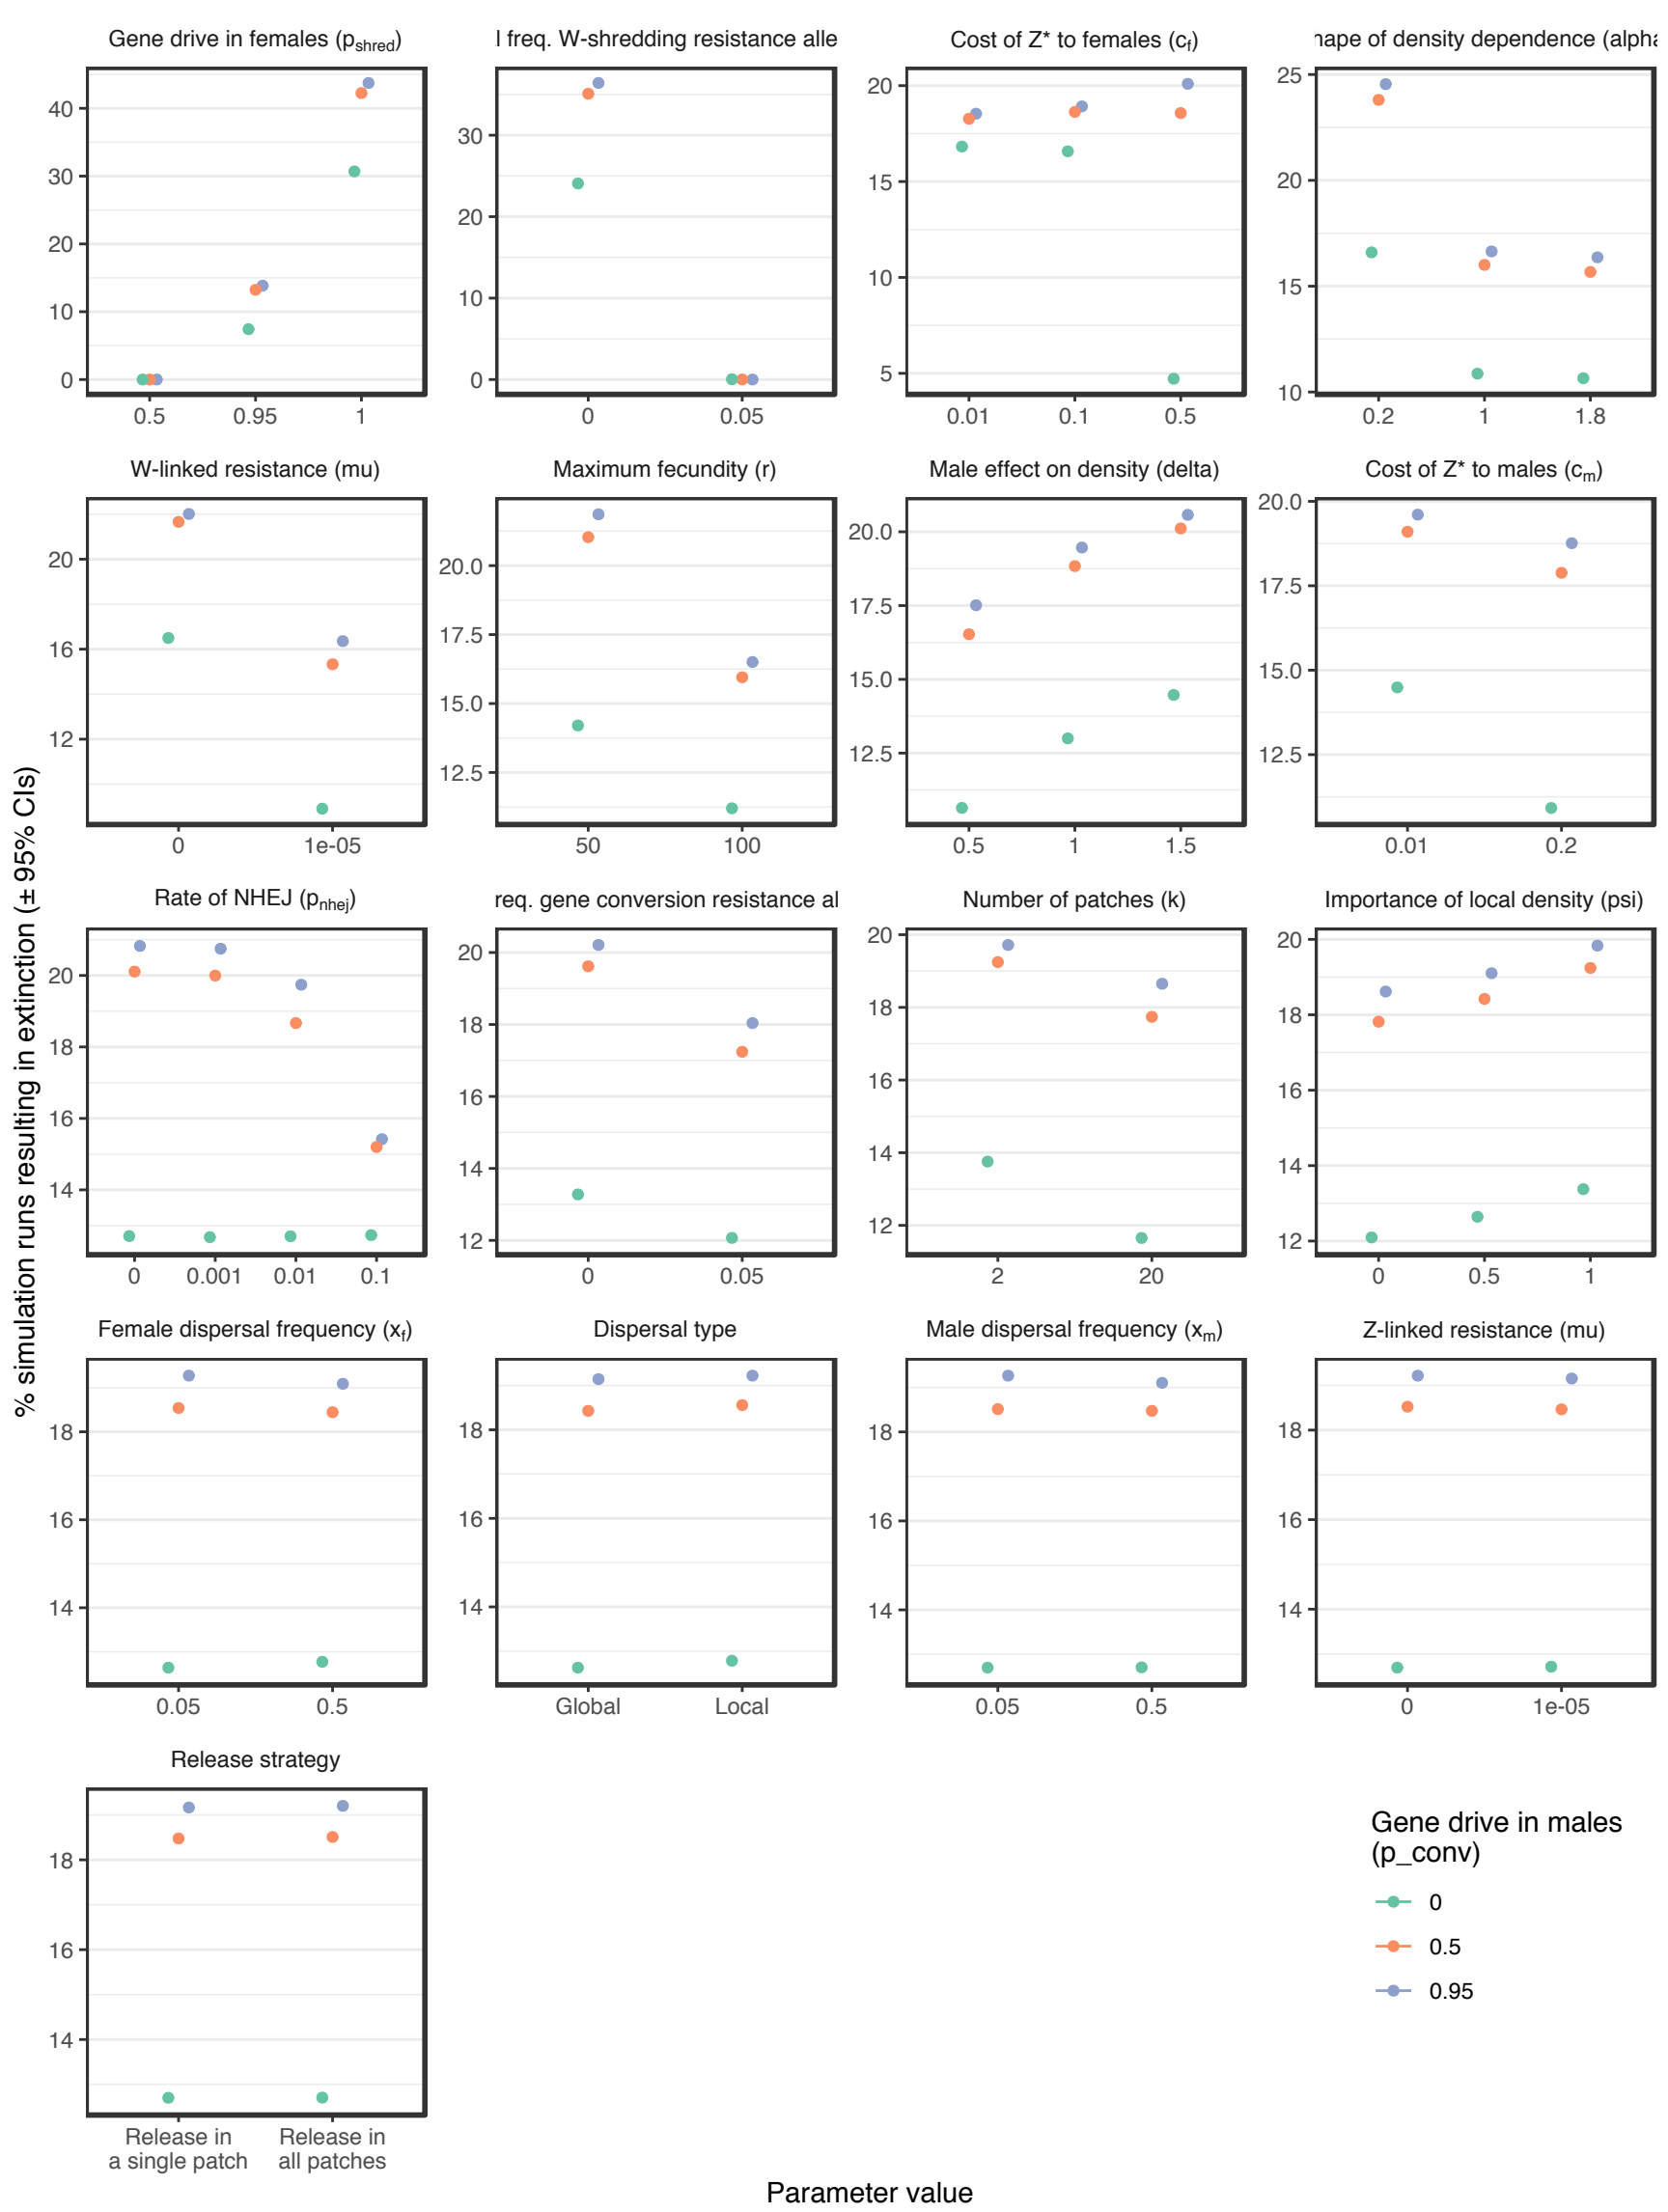 Gene drive in females (pshred)
l freq. W-shredding resistance alle
Cost of Z* to females (cf)
hape of density dependence (alpha
40
30
20
10
0
0.5 0.95 1
30
20
10
0
0 0.05
20
15
10
5
0.01 0.1 0.5
25
20
15
10
0.2 1 1.8
W-linked resistance (mu)
Maximum fecundity (r)
Male effect on density (delta)
Cost of Z* to males (cm)
20
16
12
0 1e-05
20.0
17.5
15.0
12.5
50 100
20.0
17.5
15.0
12.5
0.5 1 1.5
20.0
17.5
15.0
12.5
0.01 0.2
% simulation runs resulting in extinction (± 95% CIs)
Rate of NHEJ (pnhej)
req. gene conversion resistance al
Number of patches (k)
Importance of local density (psi)
20
18
16
14
0 0.001 0.01 0.1
20
18
16
14
12
0 0.05
20
18
16
14
12
2 20
20
18
16
14
12
0 0.5 1
Female dispersal frequency (xf)
Dispersal type
Male dispersal frequency (xm)
Z-linked resistance (mu)
18
16
14
0.05 0.5
18
16
14
Global Local
18
16
14
0.05 0.5
18
16
14
0 1e-05
Release strategy
18
16
14
Release in Release in
a single patch all patches
Gene drive in males
(p_conv)
0
0.5
0.95
Parameter value